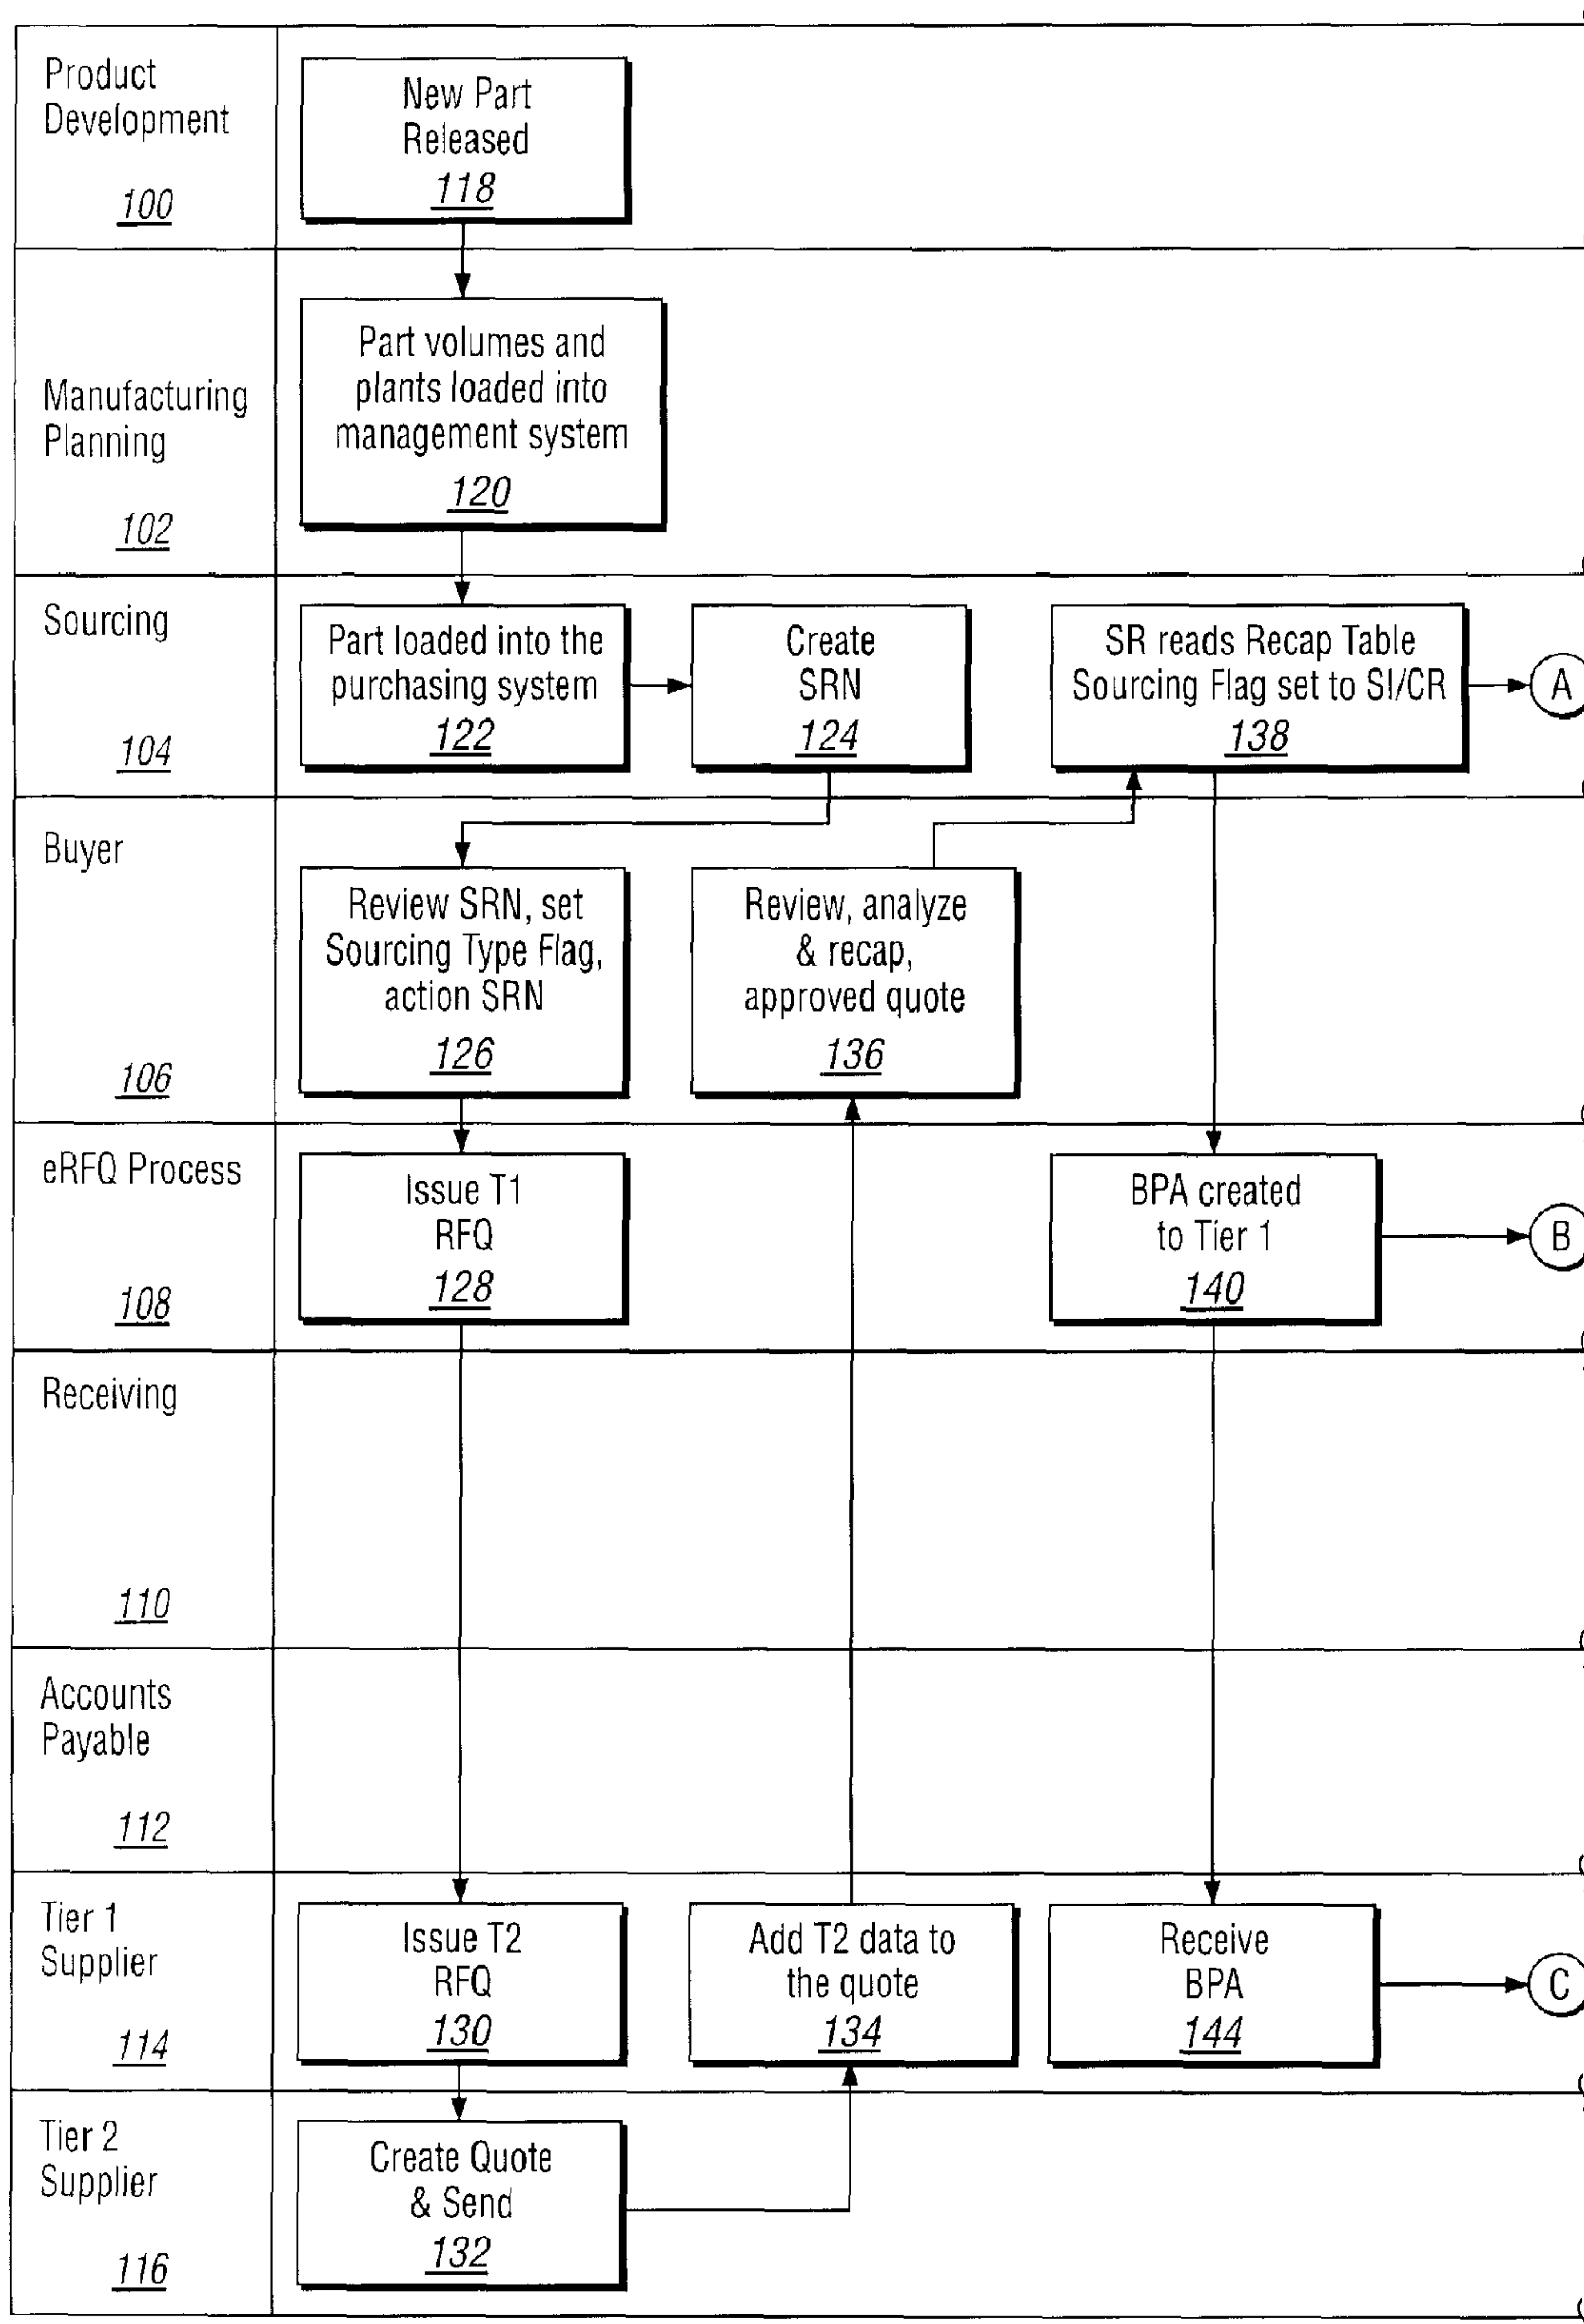 Product
Development
100
New Part
Released
118
Manufacturing
Planning
102
Part volumes and
plants loaded into
management system
120
Sourcing
104
Part loaded into the
purchasing system
122
Create
SRN
124
SR reads Recap Table
Sourcing Flag set to SI/CR
138
A
Buyer
106
Review SRN, set
Sourcing Type Flag,
action SRN
126
Review, analyze
& recap,
approved quote
136
eRFQ Process
108
Issue T1
RFQ
128
BPA created
to Tier 1
140
B
Receiving
110
Accounts
Payable
112
Tier 1
Supplier
114
Issue T2
RFQ
130
Add T2 data to
the quote
134
Receive
BPA
144
C
Tier 2
Supplier
116
Create Quote
& Send
132